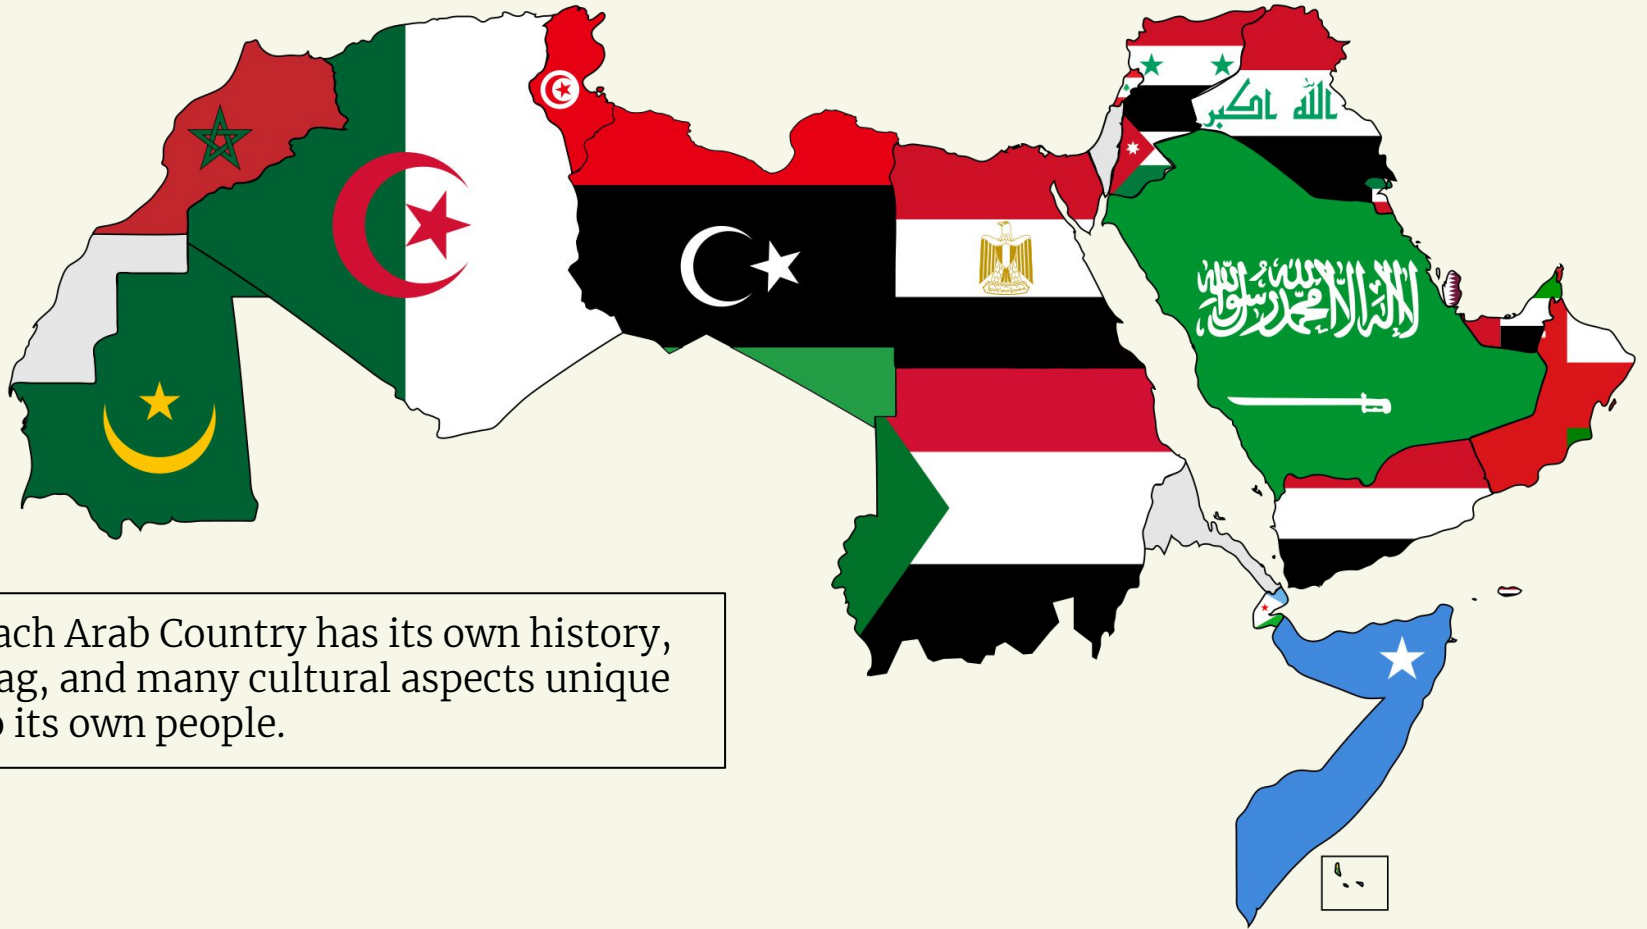 الله اكبر
لا إله إلا الله محمد رسول الله
ach Arab Country has its own history,
ag, and many cultural aspects unique
o its own people.